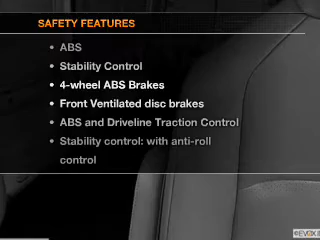 SAFETY FEATURES
• ABS
• Stability Control
• 4-wheel ABS Brakes
• Front Ventilated disc brakes
• ABS and Driveline Traction Control
• Stability control: with anti-roll
control